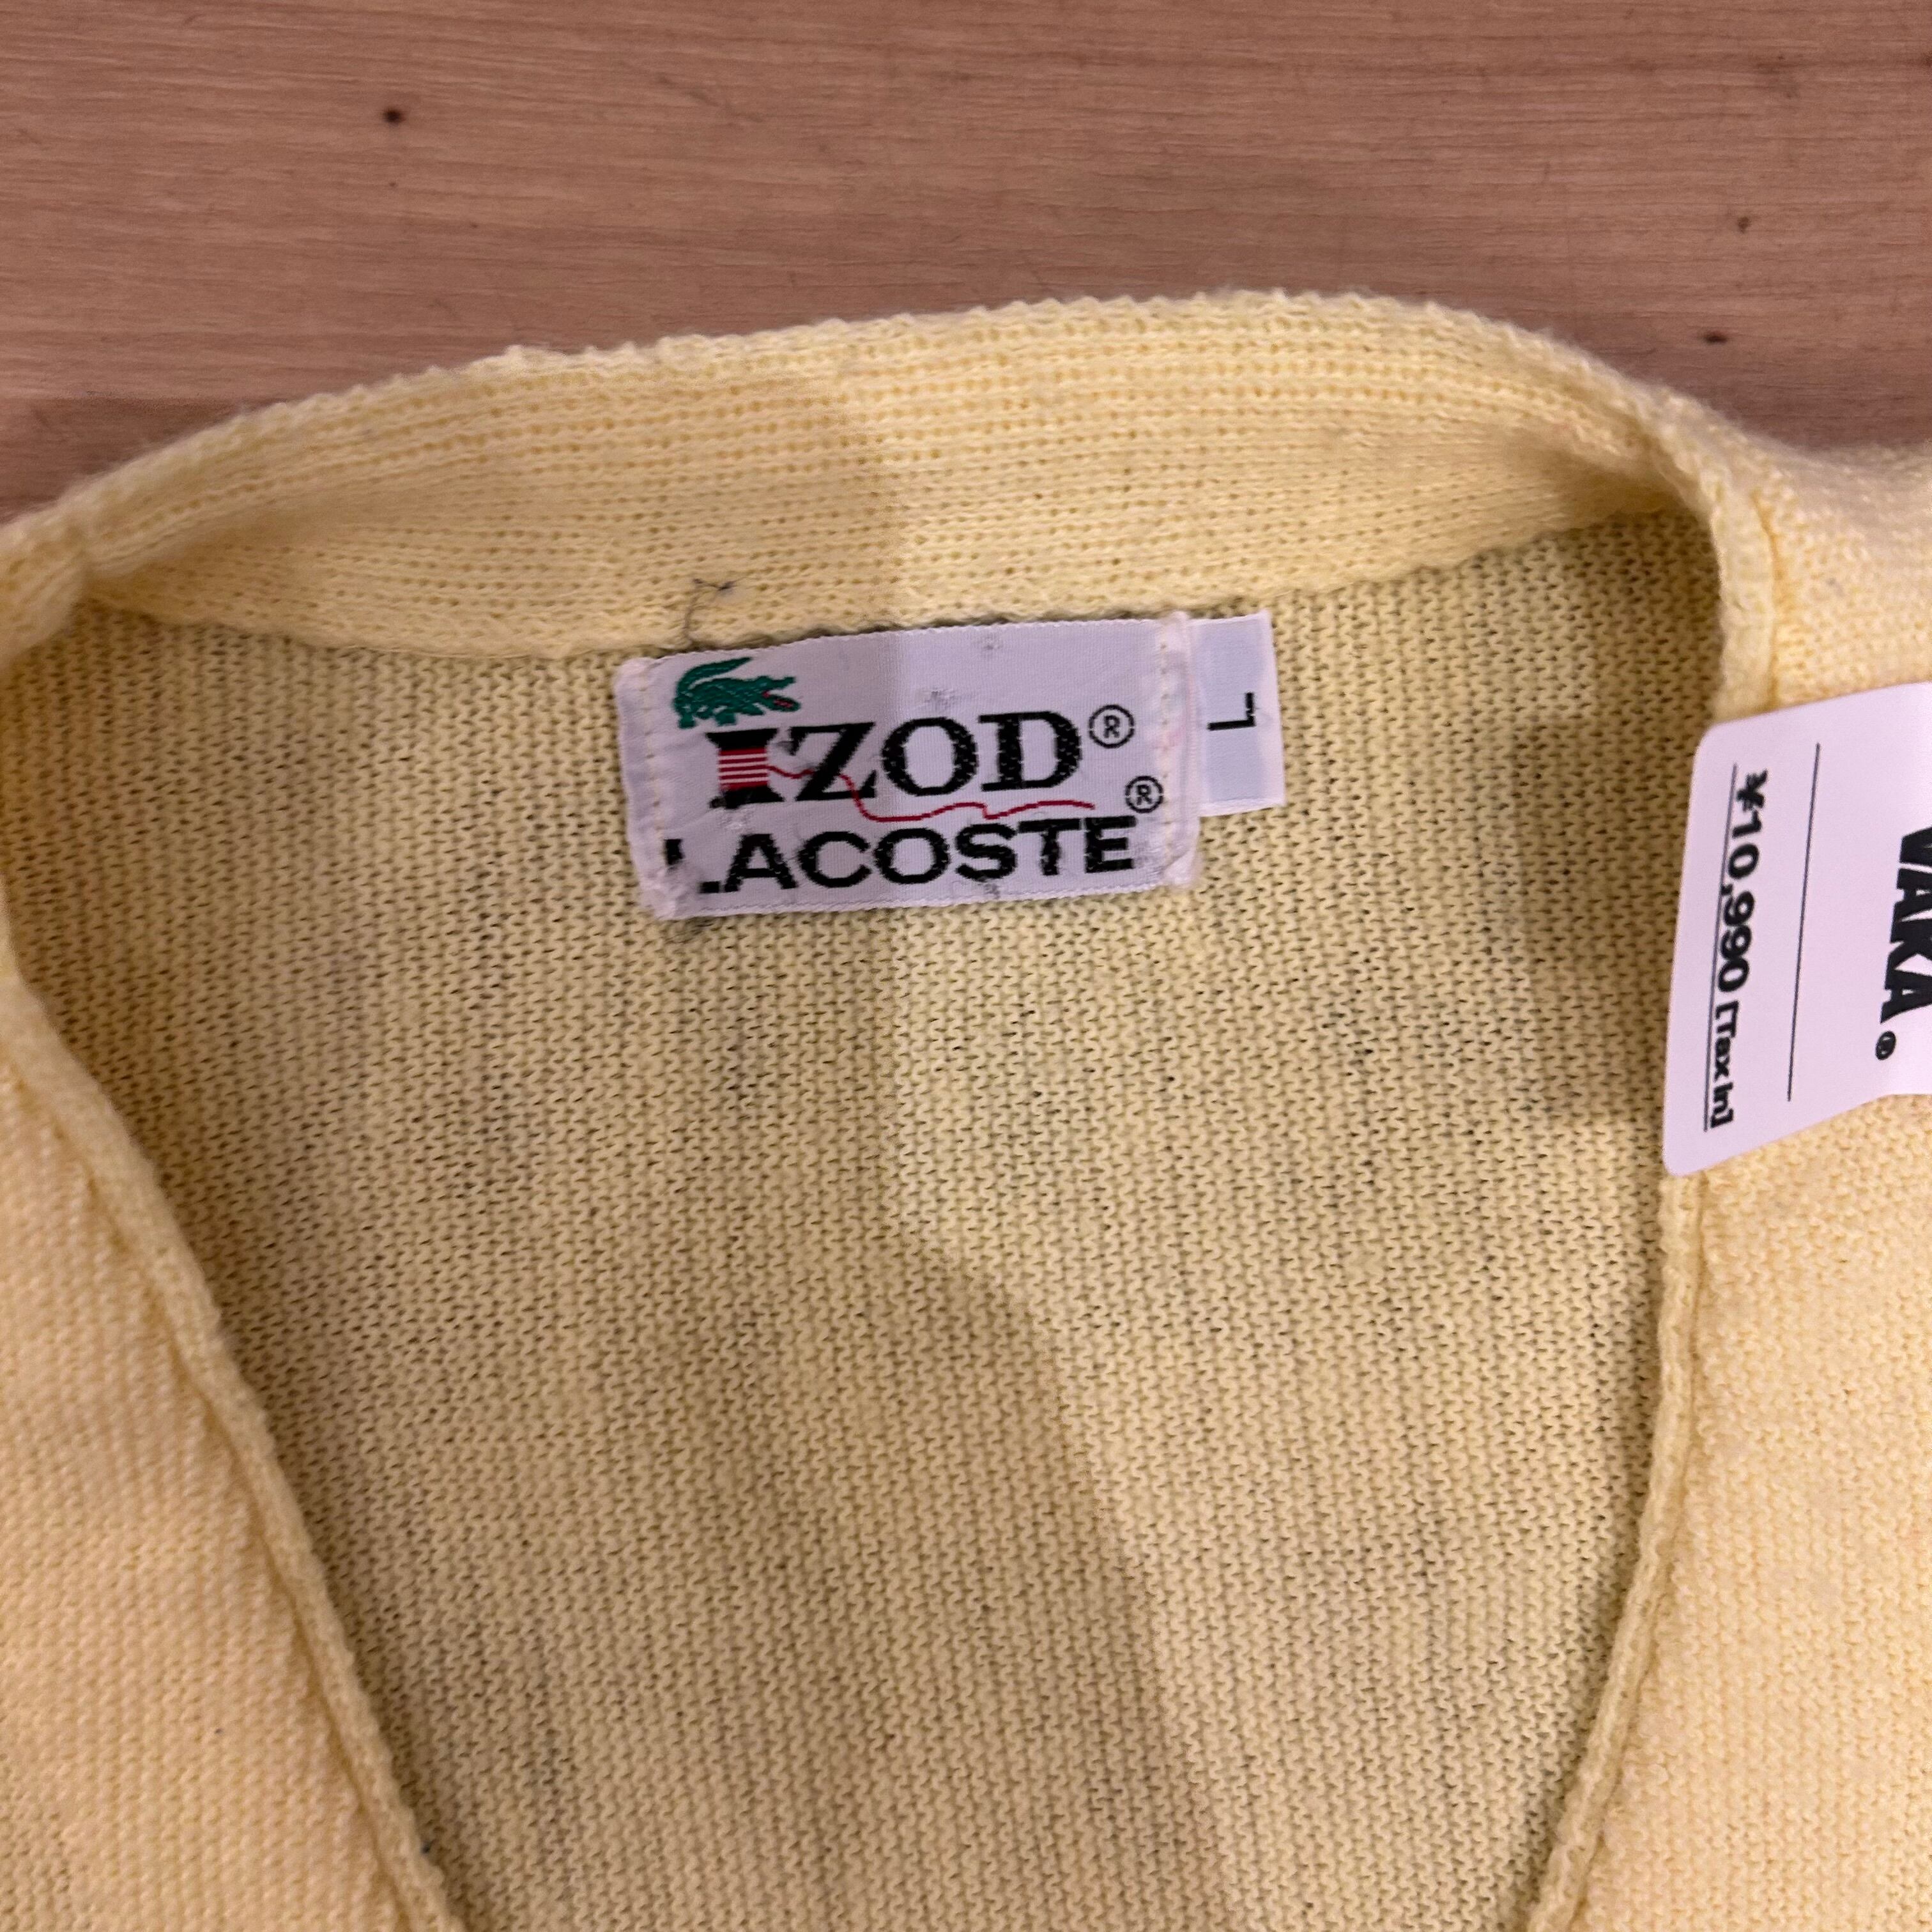 IZOD®
®
LACOSTE
L
VAKA®
¥10,990 [Tax in]